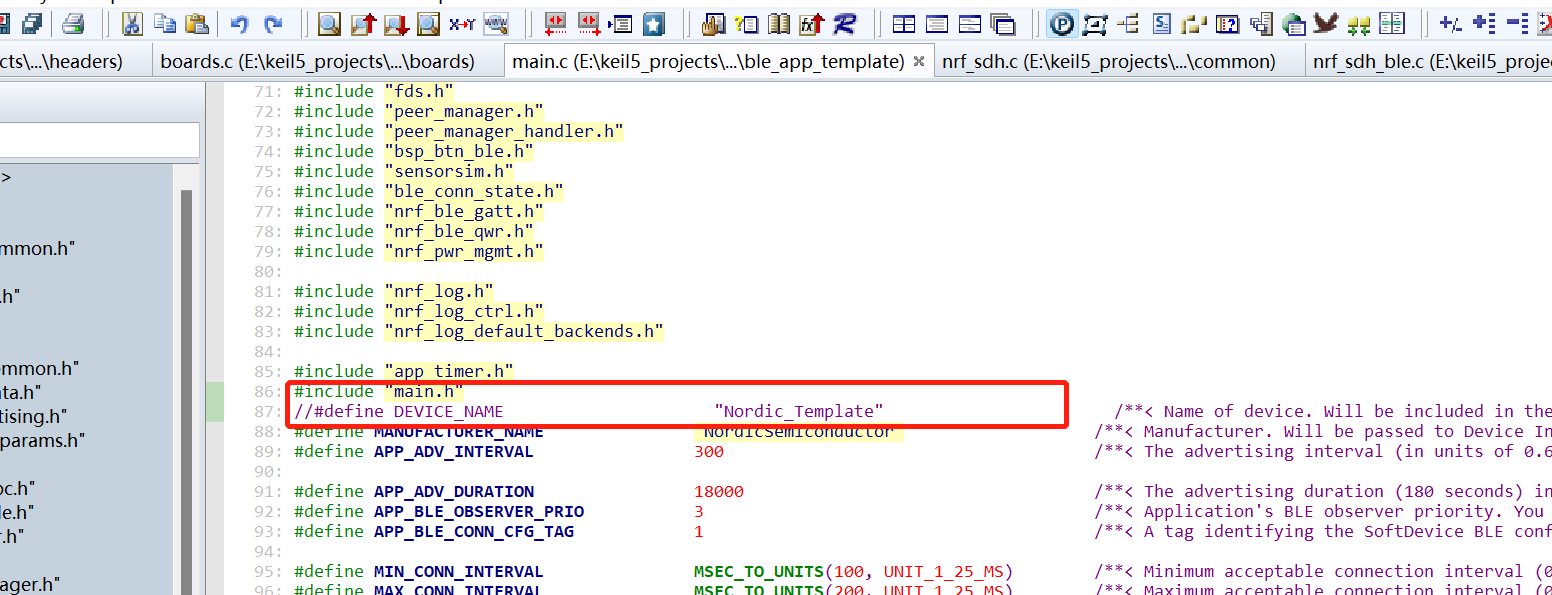 cts\...\headers) boards.c (E:\keil5_projects\...\boards) main.c (E:\keil5_projects\...\ble_app_template) nrf_sdh.c (E:\keil5_projects\...\common) nrf_sdh_ble.c (E:\keil5_proje
>
mmon.h"
.h"
ommon.h"
ata.h"
tising.h"
params.h"
oc.h"
le.h"
r.h"
ager.h"
71: #include "fds.h"
72: #include "peer_manager.h"
73: #include "peer_manager_handler.h"
74: #include "bsp_btn_ble.h"
75: #include "sensorsim.h"
76: #include "ble_conn_state.h"
77: #include "nrf_ble_gatt.h"
78: #include "nrf_ble_qwr.h"
79: #include "nrf_pwr_mgmt.h"
80:
81: #include "nrf_log.h"
82: #include "nrf_log_ctrl.h"
83: #include "nrf_log_default_backends.h"
84:
85: #include "app_timer.h"
86: #include "main.h"
87: //#define DEVICE_NAME "Nordic_Template" /**< Name of device. Will be included in the
88: #define MANUFACTURER_NAME "NordicSemiconductor" /**< Manufacturer. Will be passed to Device In
89: #define APP_ADV_INTERVAL 300 /**< The advertising interval (in units of 0.6
90:
91: #define APP_ADV_DURATION 18000 /**< The advertising duration (180 seconds) in
92: #define APP_BLE_OBSERVER_PRIO 3 /**< Application's BLE observer priority. You
93: #define APP_BLE_CONN_CFG_TAG 1 /**< A tag identifying the SoftDevice BLE conf
94:
95: #define MIN_CONN_INTERVAL MSEC_TO_UNITS(100, UNIT_1_25_MS) /**< Minimum acceptable connection interval (0
96: #define MAX_CONN_INTERVAL MSEC_TO_UNITS(200, UNIT_1_25_MS) /**< Maximum acceptable connection interval (0